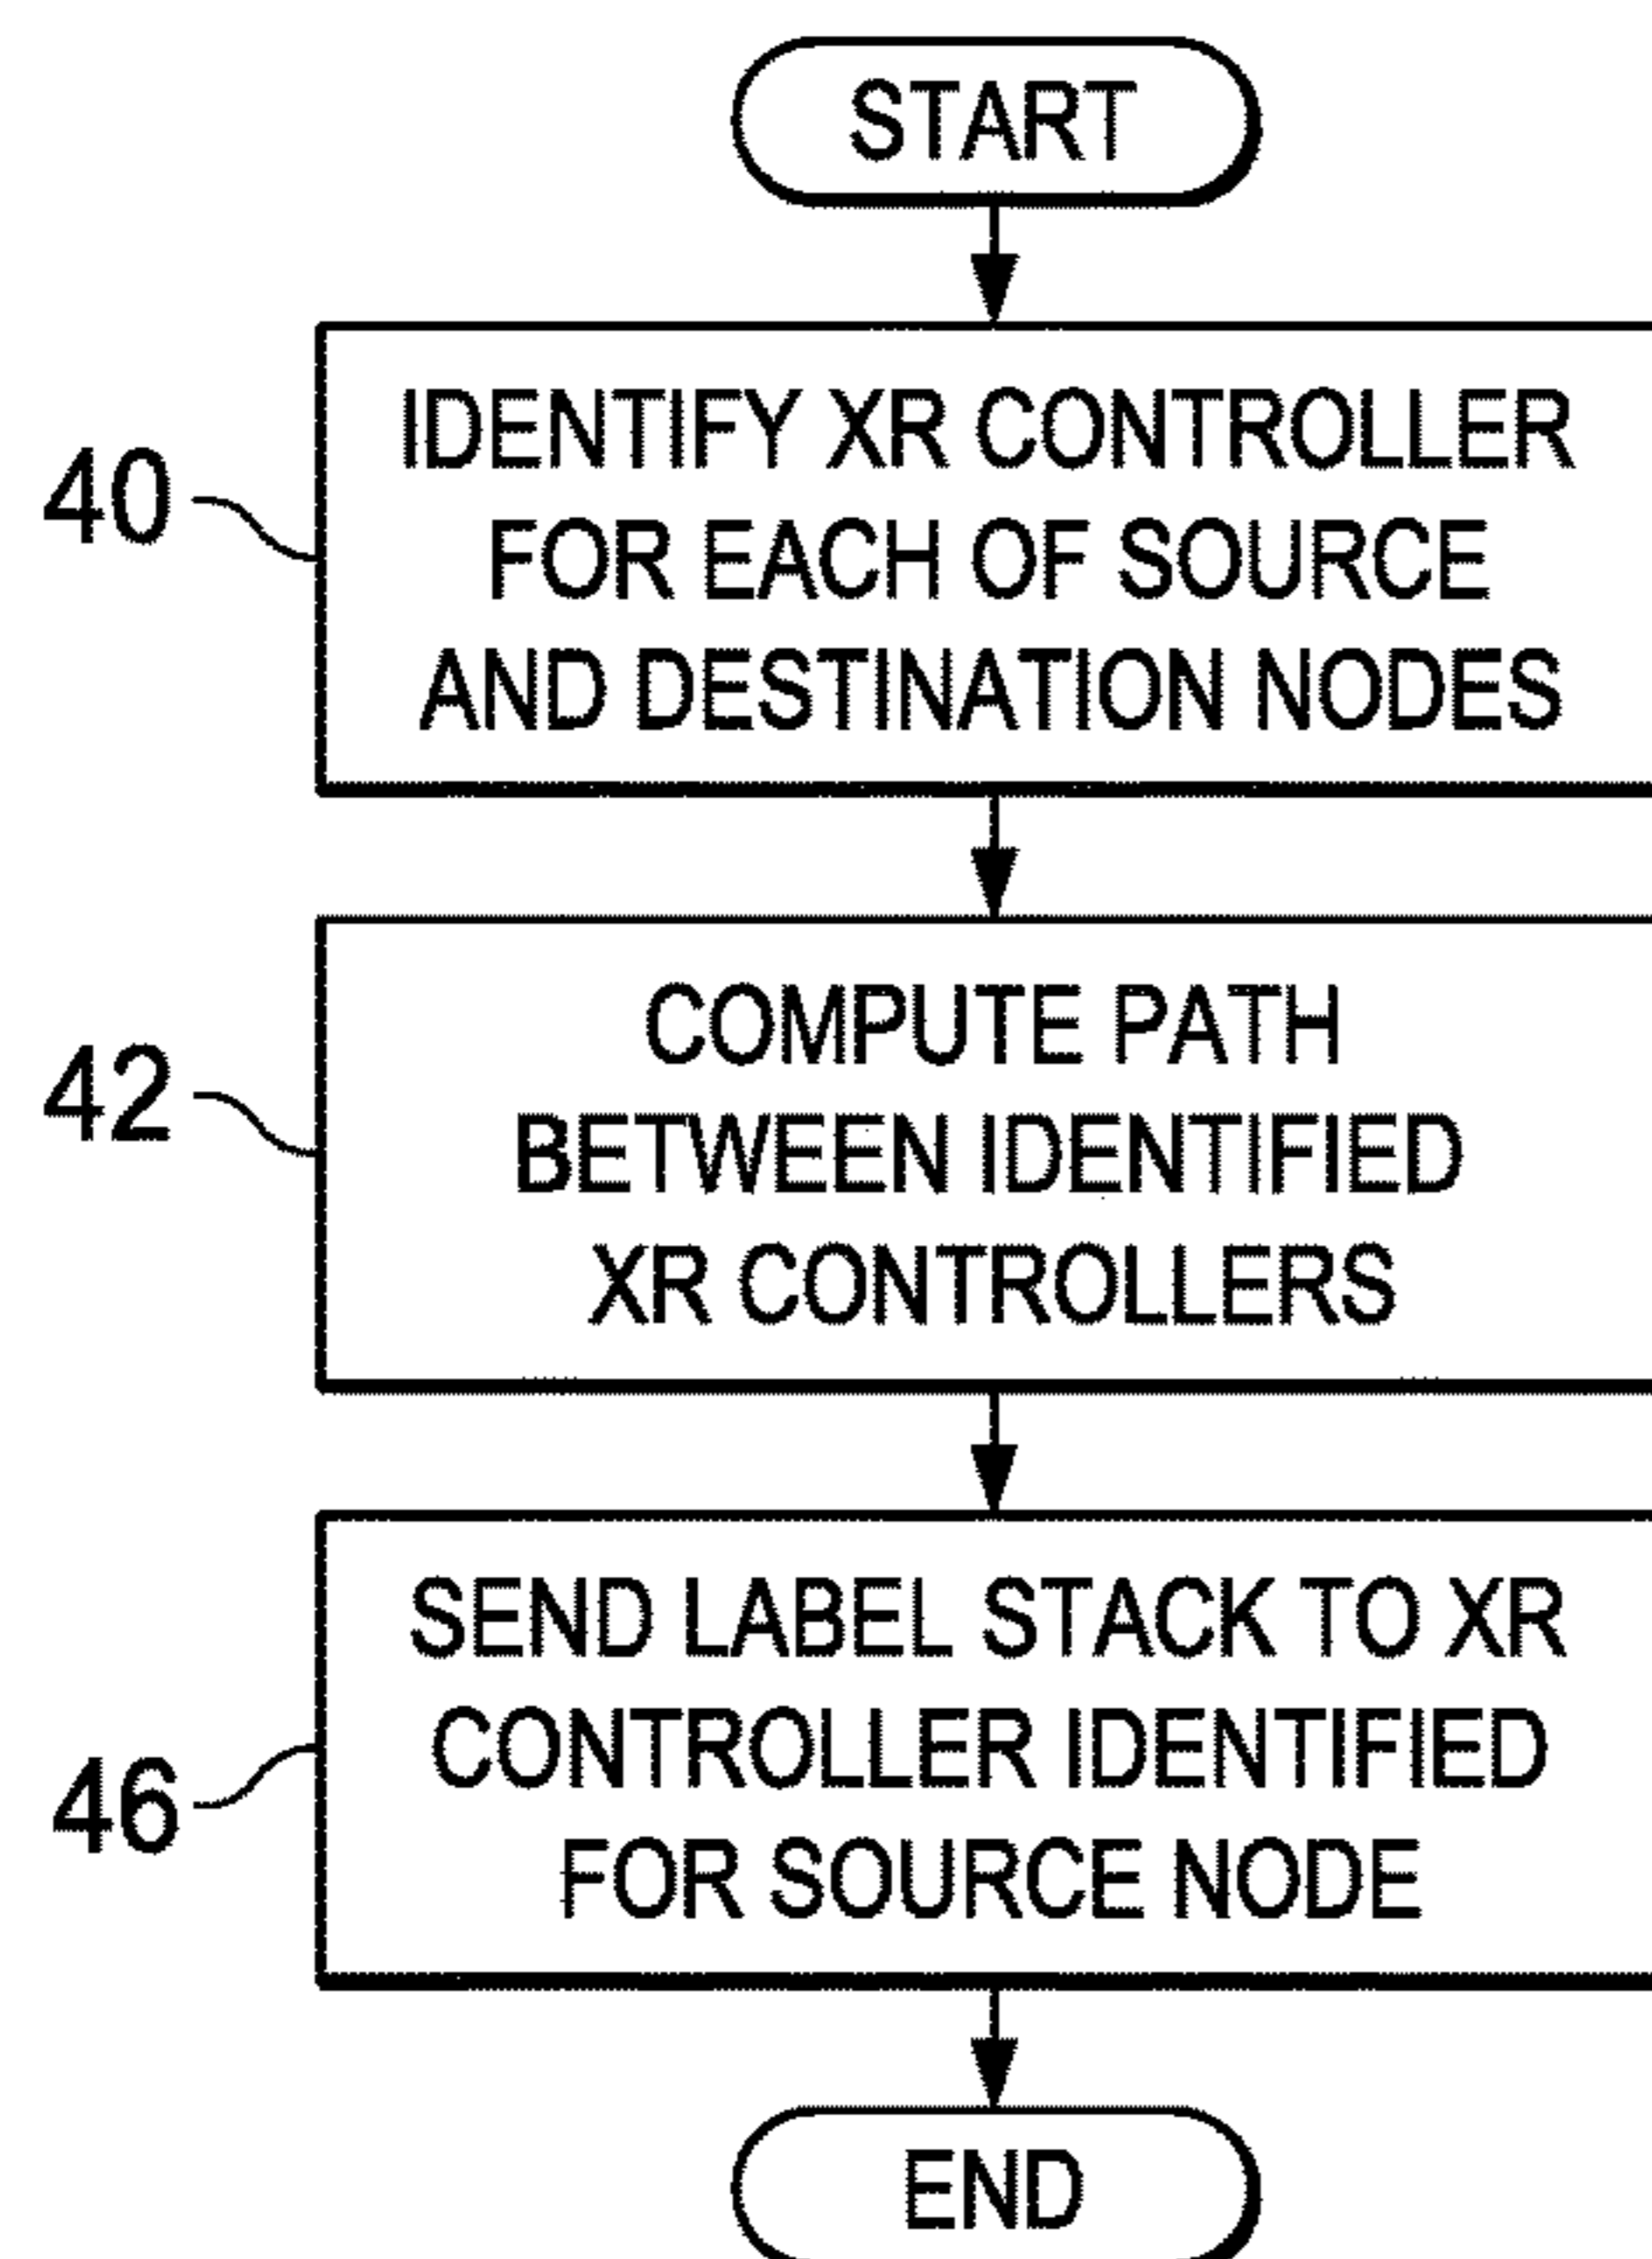 START
40
IDENTIFY XR CONTROLLER
FOR EACH OF SOURCE
AND DESTINATION NODES
42
COMPUTE PATH
BETWEEN IDENTIFIED
XR CONTROLLERS
46
SEND LABEL STACK TO XR
CONTROLLER IDENTIFIED
FOR SOURCE NODE
END